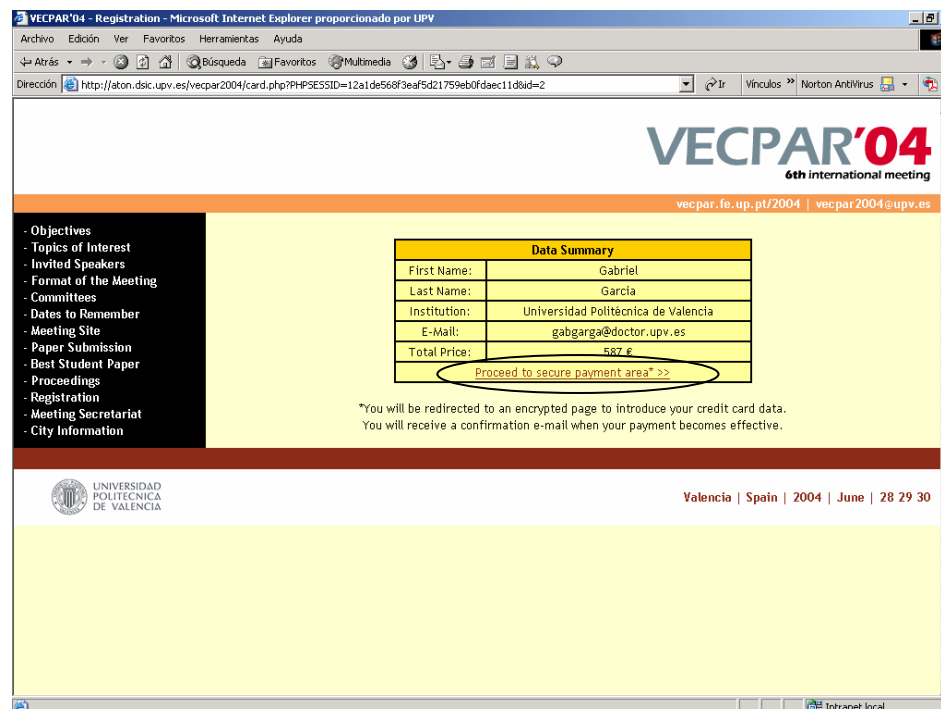 VECPAR'04 - Registration - Microsoft Internet Explorer proporcionado por UPV
Archivo Edición Ver Favoritos Herramientas Ayuda
Atrás Búsqueda Favoritos Multimedia
Dirección http://aton.dsic.upv.es/vecpar2004/card.php?PHPSESSID=12a1de568f3eaf5d21759eb0fdaec11d&id=2 Ir Vínculos » Norton AntiVirus
VECPAR'04
6th international meeting
vecpar.fe.up.pt/2004 | vecpar2004@upv.es
- Objectives
- Topics of Interest
- Invited Speakers
- Format of the Meeting
- Committees
- Dates to Remember
- Meeting Site
- Paper Submission
- Best Student Paper
- Proceedings
- Registration
- Meeting Secretariat
- City Information
Data Summary
First Name: Gabriel
Last Name: Garcia
Institution: Universidad Politécnica de Valencia
E-Mail: gabgarga@doctor.upv.es
Total Price: 587 €
Proceed to secure payment area* >>
*You will be redirected to an encrypted page to introduce your credit card data.
You will receive a confirmation e-mail when your payment becomes effective.
UNIVERSIDAD
POLITECNICA
DE VALENCIA
Valencia | Spain | 2004 | June | 28 29 30
Intranet local